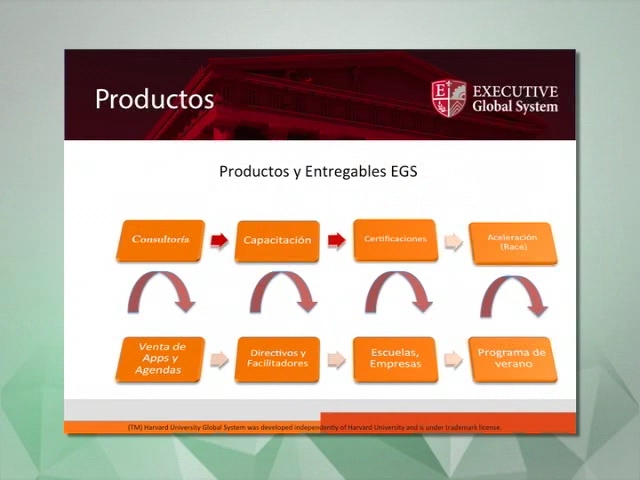 Productos
EXECUTIVE
Global System
Productos y Entregables EGS
Consultoría
Capacitación
Certificaciones
Aceleración
(Race)
Venta de
Apps y
Agendas
Directivos y
Facilitadores
Escuelas,
Empresas
Programa de
verano
(TM) Harvard University Global System was developed independently of Harvard University and is under trademark license.